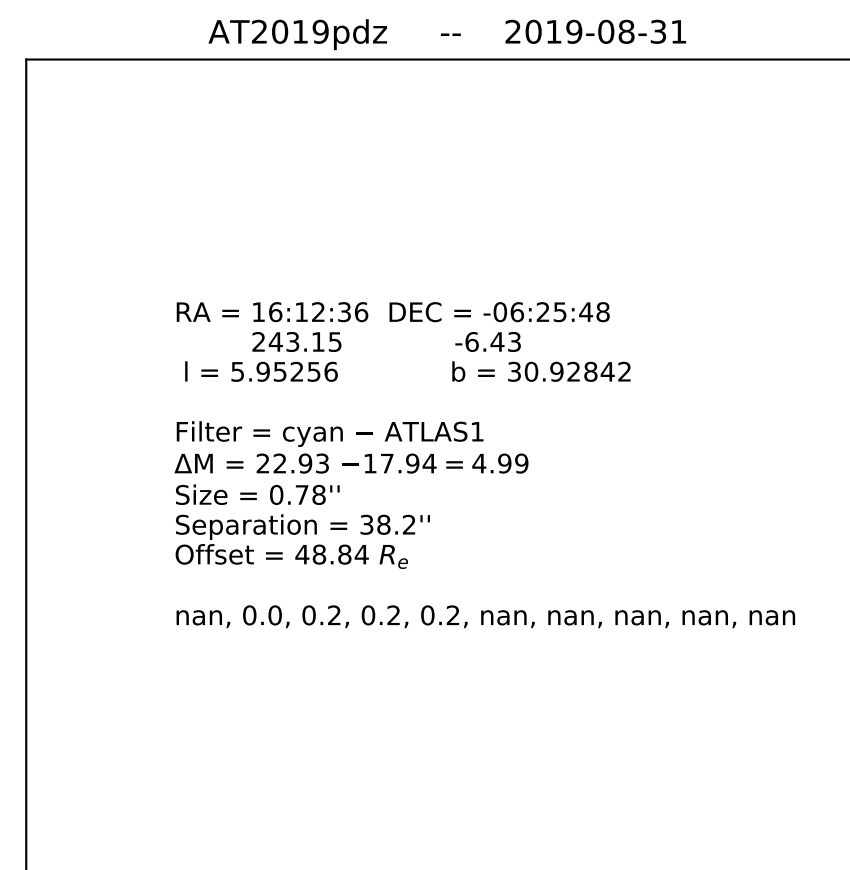 AT2019pdz -- 2019-08-31
RA = 16:12:36 DEC = -06:25:48
243.15 -6.43
l = 5.95256 b = 30.92842
Filter = cyan − ATLAS1
ΔM = 22.93 −17.94 = 4.99
Size = 0.78''
Separation = 38.2''
Offset = 48.84 Rₑ
nan, 0.0, 0.2, 0.2, 0.2, nan, nan, nan, nan, nan